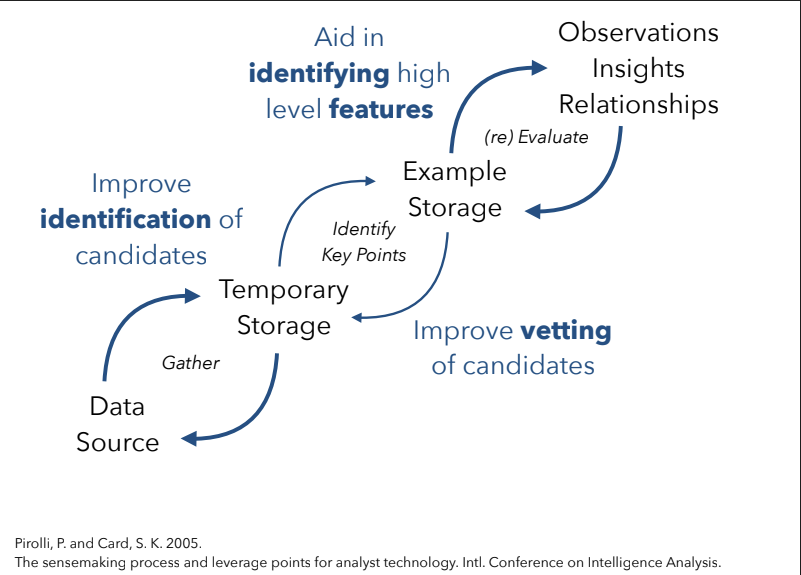 Aid in
identifying high
level features
Observations
Insights
Relationships
(re) Evaluate
Example
Storage
Improve
identification of
candidates
Identify
Key Points
Temporary
Storage
Improve vetting
of candidates
Gather
Data
Source
Pirolli, P. and Card, S. K. 2005.
The sensemaking process and leverage points for analyst technology. Intl. Conference on Intelligence Analysis.